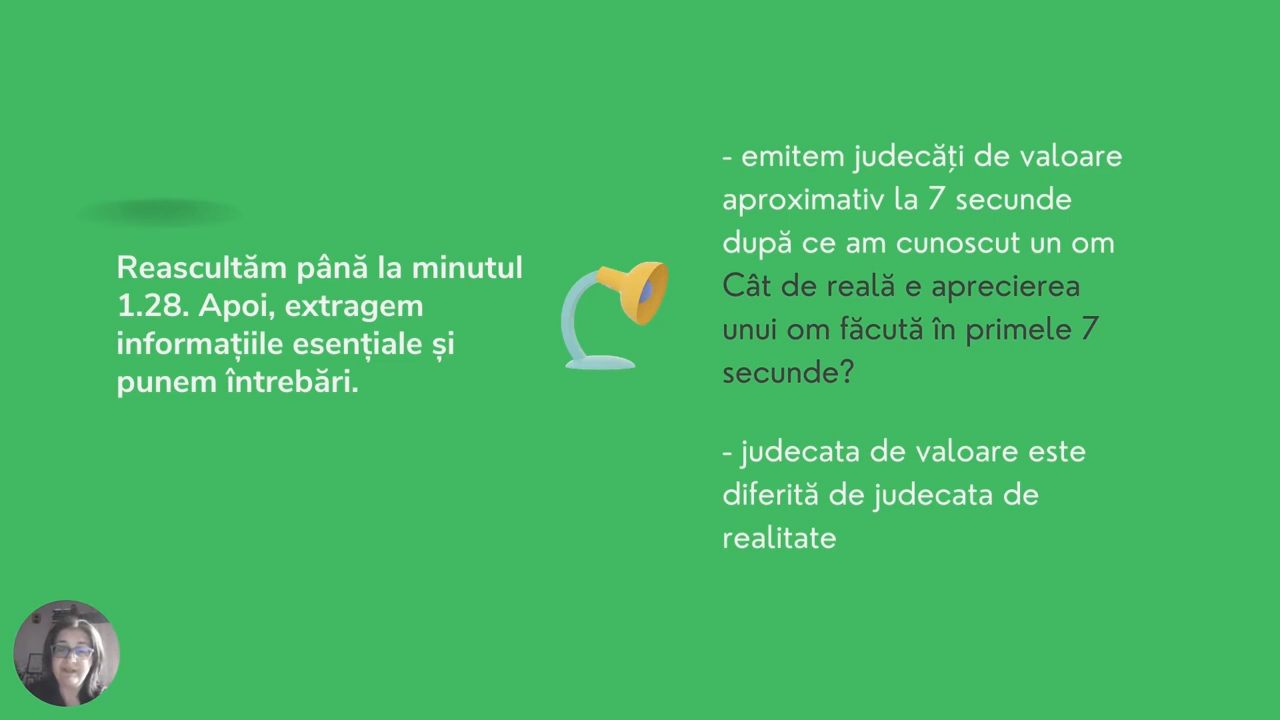 Reascultăm până la minutul
1.28. Apoi, extragem
informațiile esențiale și
punem întrebări.
- emitem judecăți de valoare
aproximativ la 7 secunde
după ce am cunoscut un om
Cât de reală e aprecierea
unui om făcută în primele 7
secunde?
- judecata de valoare este
diferită de judecata de
realitate